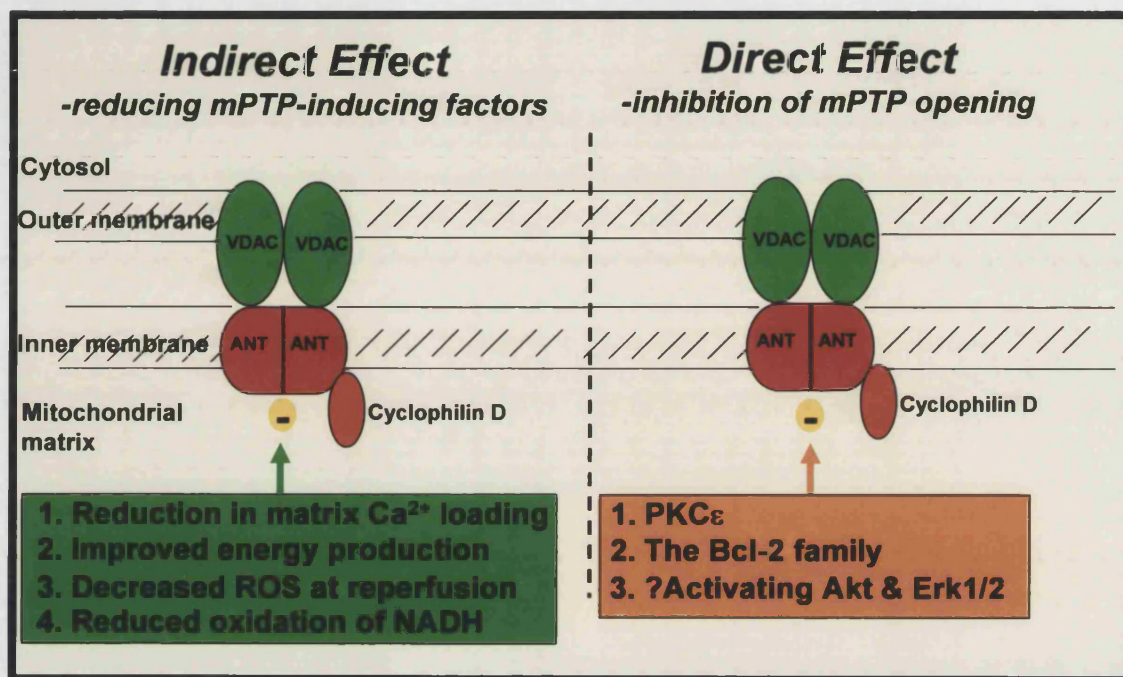 Indirect Effect
-reducing mPTP-inducing factors
Cytosol
Outer membrane
VDAC VDAC
Inner membrane
ANT ANT
Mitochondrial
matrix
Cyclophilin D
-
1. Reduction in matrix Ca²⁺ loading
2. Improved energy production
3. Decreased ROS at reperfusion
4. Reduced oxidation of NADH
Direct Effect
-inhibition of mPTP opening
VDAC VDAC
ANT ANT
Cyclophilin D
-
1. PKCε
2. The Bcl-2 family
3. ?Activating Akt & Erk1/2